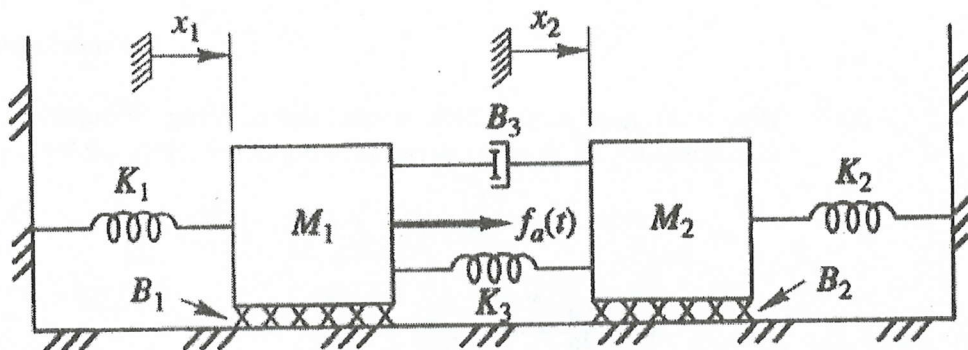 x₁
x₂
B₃
K₁
M₁
fₐ(t)
M₂
K₂
B₁
K₃
B₂